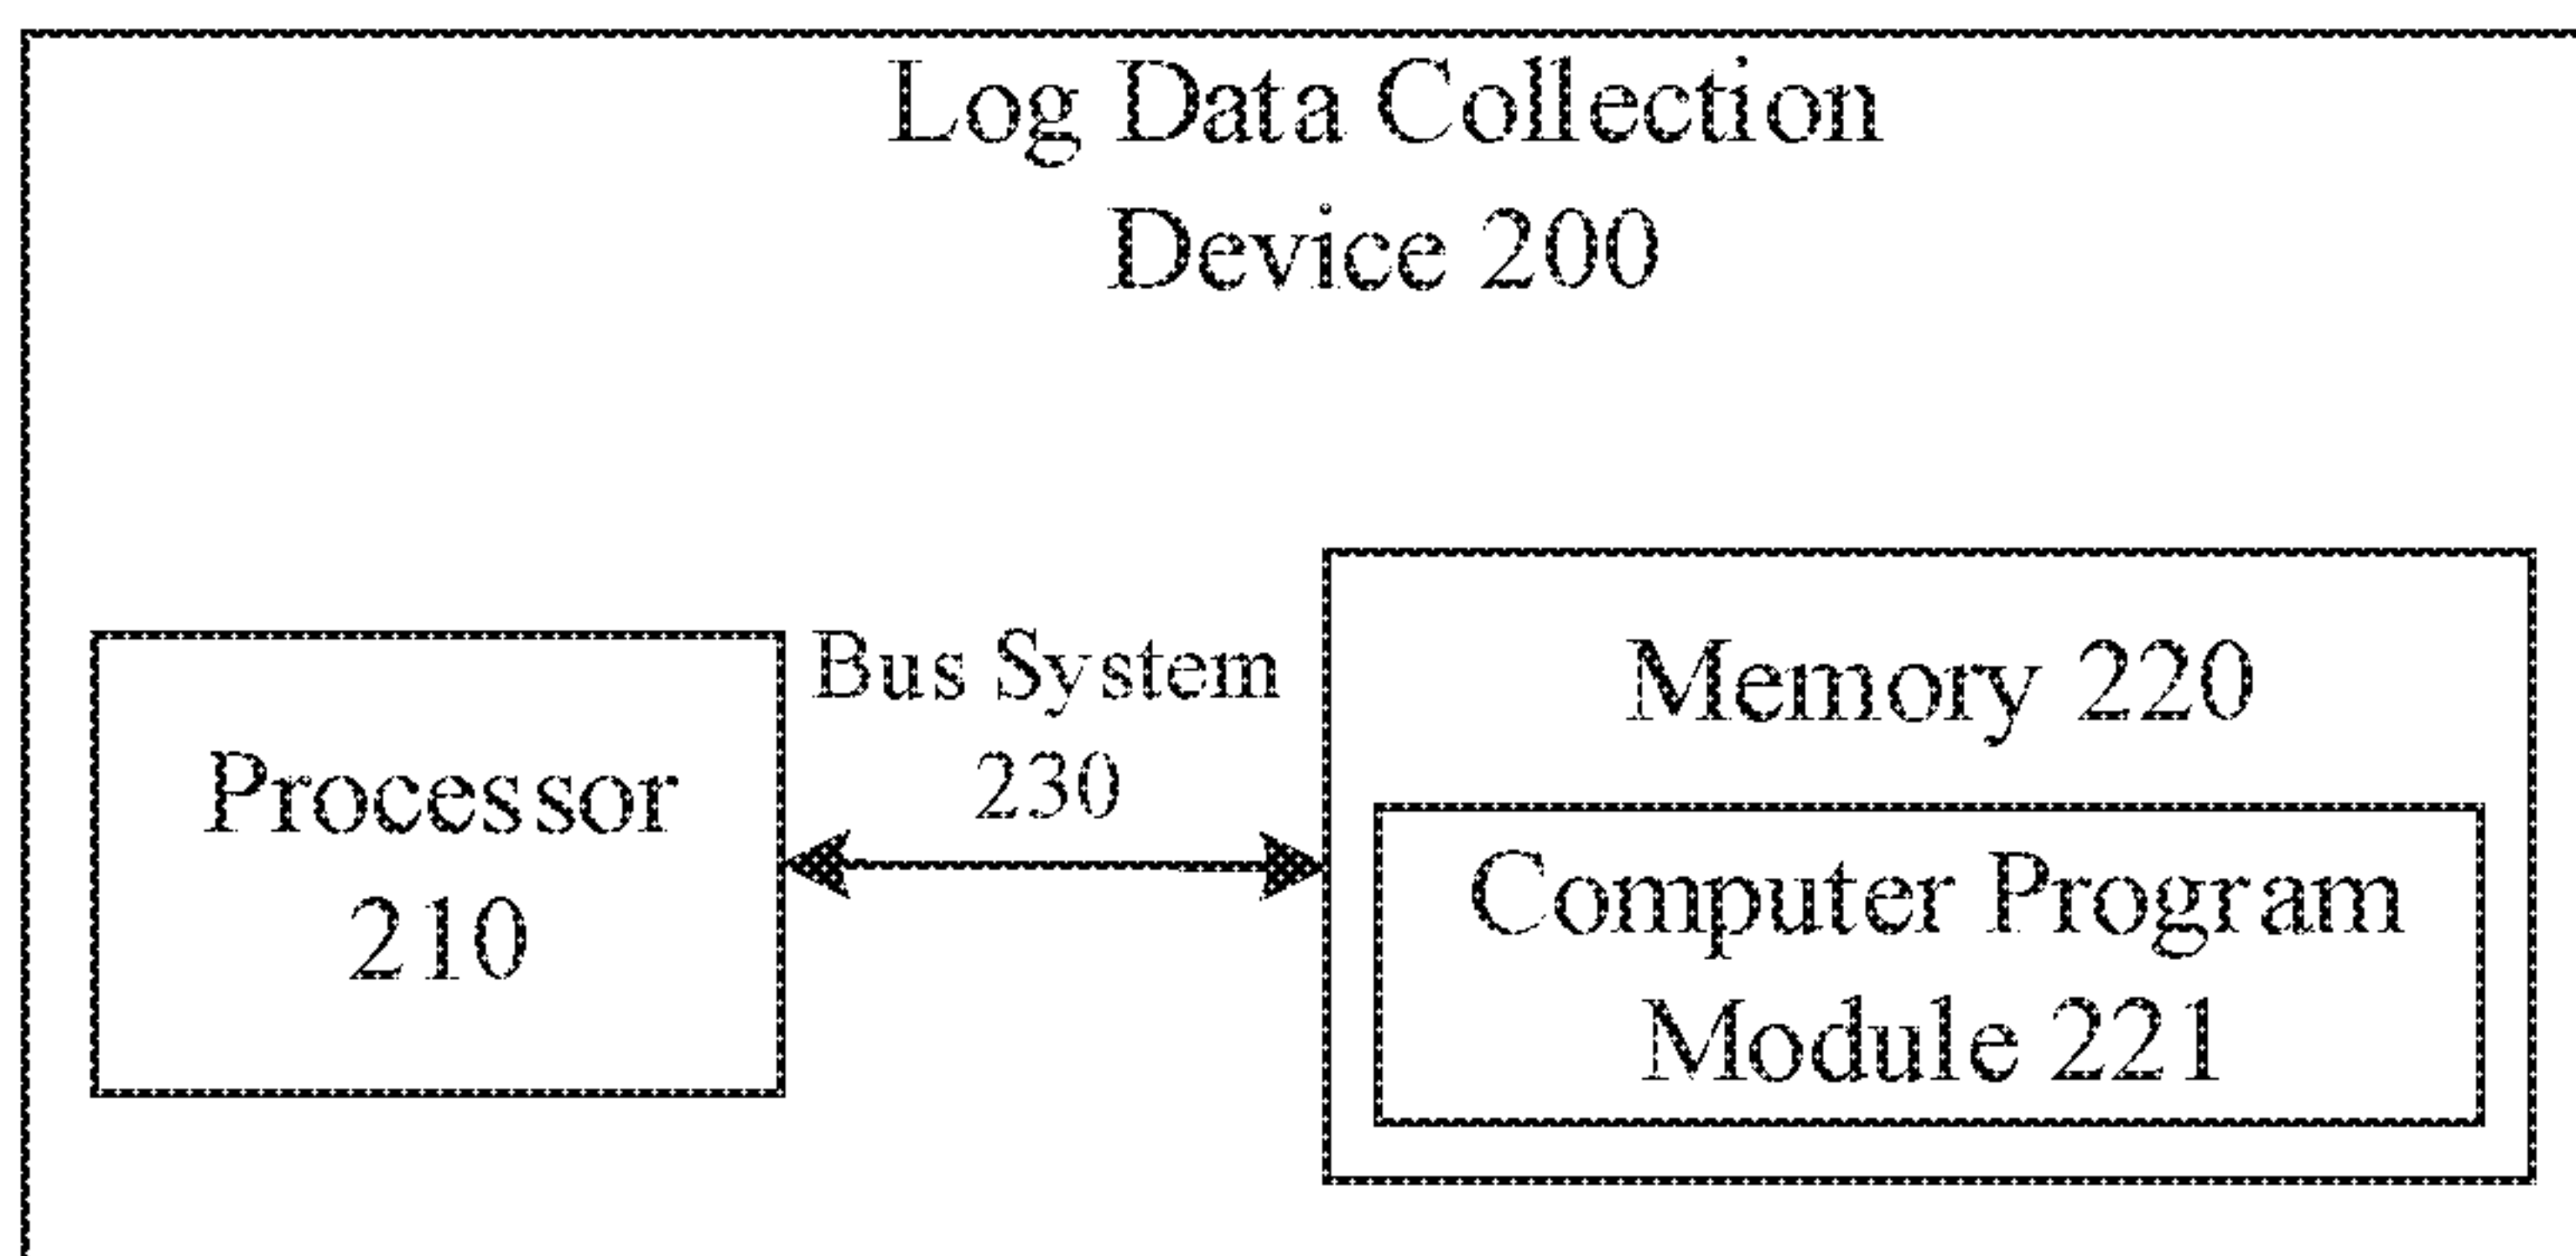 Log Data Collection
Device 200
Bus System
230
Processor
210
Memory 220
Computer Program
Module 221